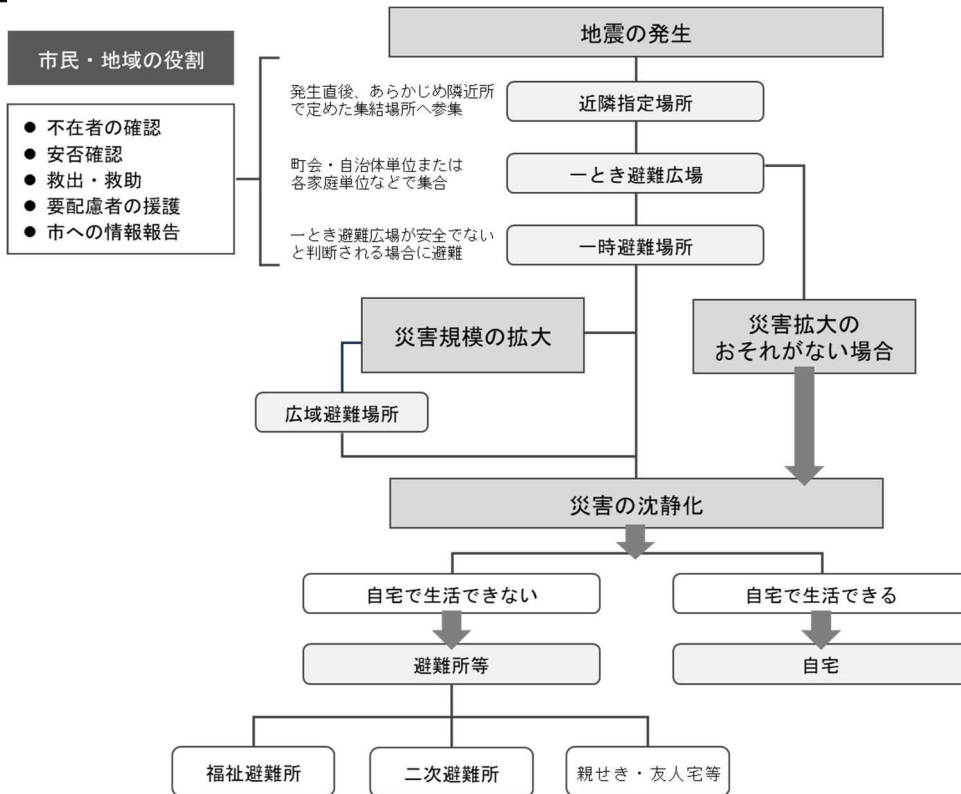 地震の発生
市民・地域の役割
● 不在者の確認
● 安否確認
● 救出・救助
● 要配慮者の援護
● 市への情報報告
発生直後、あらかじめ隣近所
で定めた集結場所へ参集
近隣指定場所
町会・自治体単位または
各家庭単位などで集合
一とき避難広場
一とき避難広場が安全でない
と判断される場合に避難
一時避難場所
災害規模の拡大
災害拡大の
おそれがない場合
広域避難場所
災害の沈静化
自宅で生活できない
自宅で生活できる
避難所等
自宅
福祉避難所
二次避難所
親せき・友人宅等